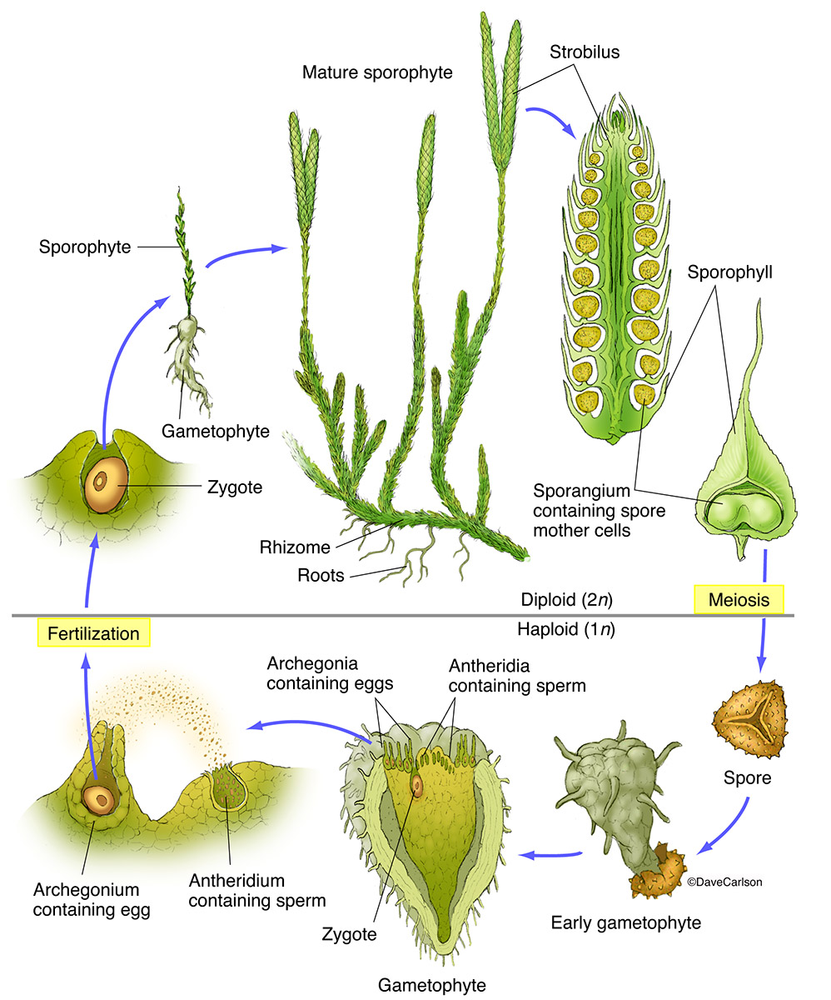 Strobilus
Mature sporophyte
Sporophyte
Sporophyll
Gametophyte
Zygote
Sporangium
containing spore
mother cells
Rhizome
Roots
Diploid (2n)
Meiosis
Haploid (1n)
Fertilization
Archegonia
containing eggs
Antheridia
containing sperm
Spore
©DaveCarlson
Archegonium
containing egg
Antheridium
containing sperm
Zygote
Early gametophyte
Gametophyte